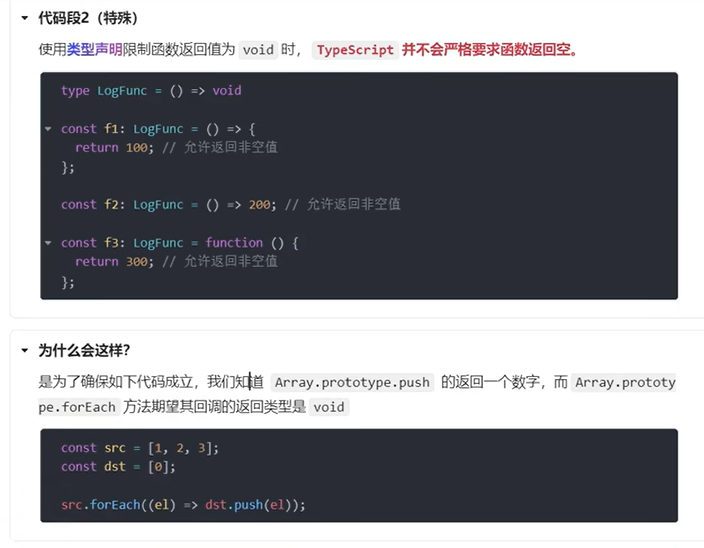 代码段2（特殊）
使用类型声明限制函数返回值为 void 时， TypeScript 并不会严格要求函数返回空。
type LogFunc = () => void
const f1: LogFunc = () => {
return 100; // 允许返回非空值
};
const f2: LogFunc = () => 200; // 允许返回非空值
const f3: LogFunc = function () {
return 300; // 允许返回非空值
};
为什么会这样？
是为了确保如下代码成立，我们知道 Array.prototype.push 的返回一个数字，而 Array.prototy
pe.forEach 方法期望其回调的返回类型是 void
const src = [1, 2, 3];
const dst = [0];
src.forEach((el) => dst.push(el));